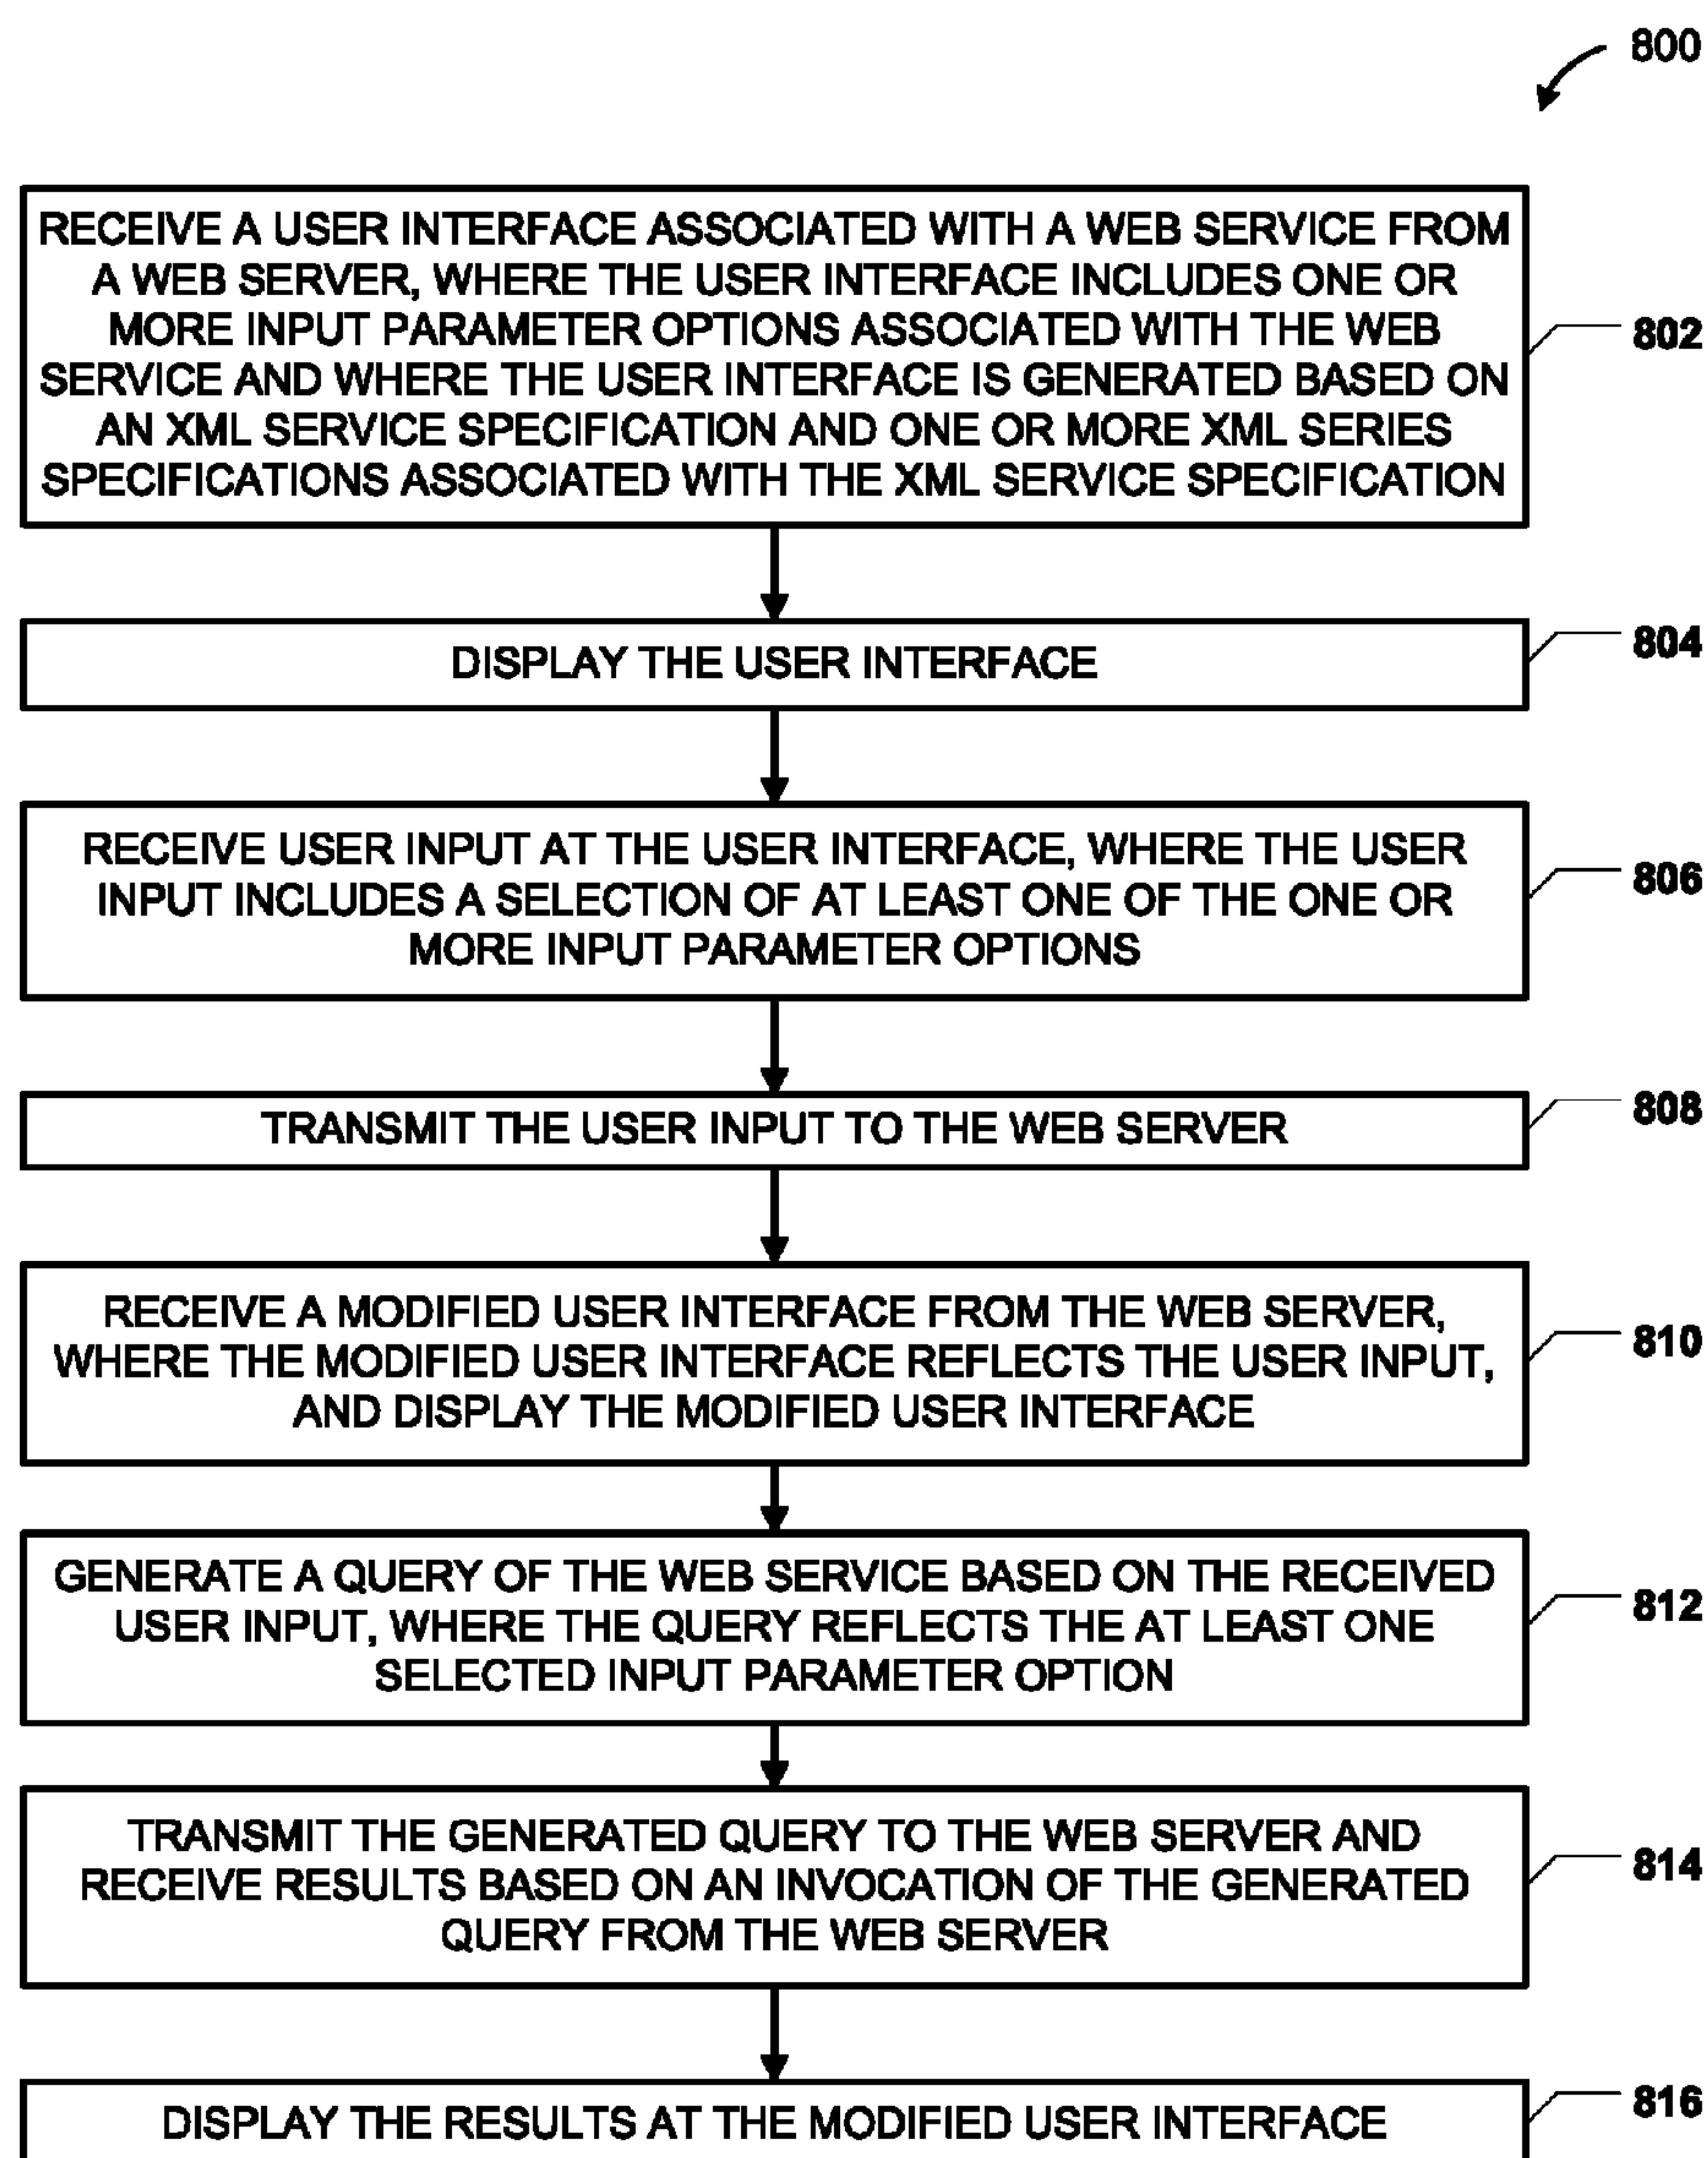 800
RECEIVE A USER INTERFACE ASSOCIATED WITH A WEB SERVICE FROM
A WEB SERVER, WHERE THE USER INTERFACE INCLUDES ONE OR
MORE INPUT PARAMETER OPTIONS ASSOCIATED WITH THE WEB
SERVICE AND WHERE THE USER INTERFACE IS GENERATED BASED ON
AN XML SERVICE SPECIFICATION AND ONE OR MORE XML SERIES
SPECIFICATIONS ASSOCIATED WITH THE XML SERVICE SPECIFICATION
802
DISPLAY THE USER INTERFACE
804
RECEIVE USER INPUT AT THE USER INTERFACE, WHERE THE USER
INPUT INCLUDES A SELECTION OF AT LEAST ONE OF THE ONE OR
MORE INPUT PARAMETER OPTIONS
806
TRANSMIT THE USER INPUT TO THE WEB SERVER
808
RECEIVE A MODIFIED USER INTERFACE FROM THE WEB SERVER,
WHERE THE MODIFIED USER INTERFACE REFLECTS THE USER INPUT,
AND DISPLAY THE MODIFIED USER INTERFACE
810
GENERATE A QUERY OF THE WEB SERVICE BASED ON THE RECEIVED
USER INPUT, WHERE THE QUERY REFLECTS THE AT LEAST ONE
SELECTED INPUT PARAMETER OPTION
812
TRANSMIT THE GENERATED QUERY TO THE WEB SERVER AND
RECEIVE RESULTS BASED ON AN INVOCATION OF THE GENERATED
QUERY FROM THE WEB SERVER
814
DISPLAY THE RESULTS AT THE MODIFIED USER INTERFACE
816